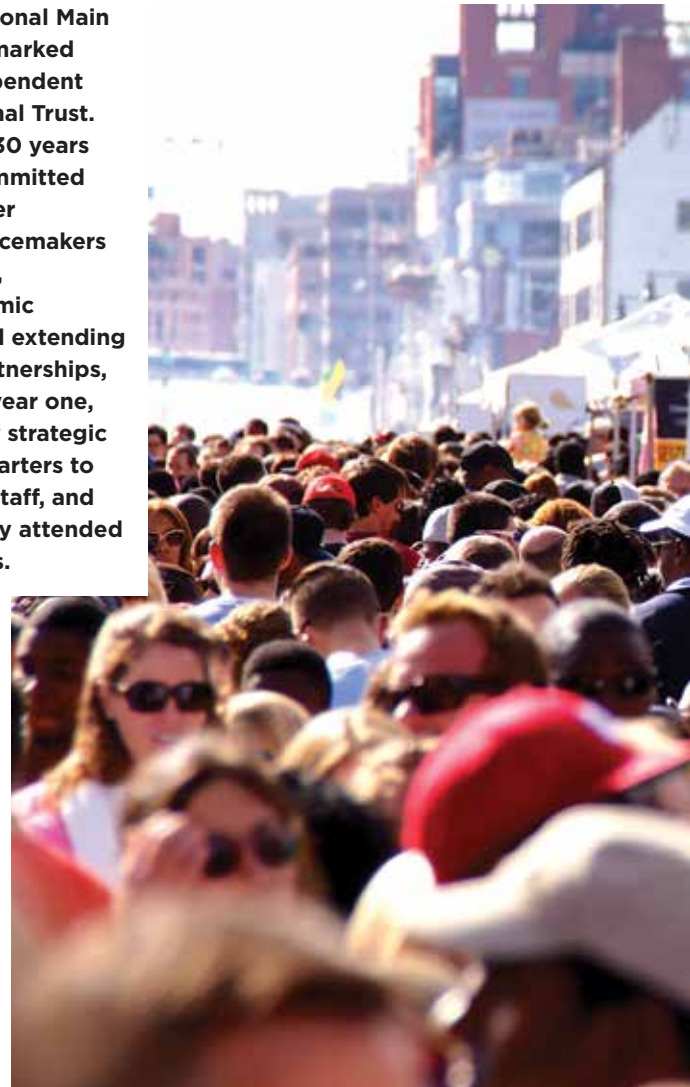 onal Main
marked
pendent
nal Trust.
30 years
mmitted
er
cemakers
,
mic
l extending
tnerships,
year one,
strategic
arters to
taff, and
y attended
s.